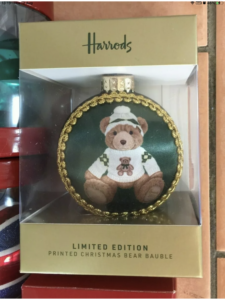 Harrods
LIMITED EDITION
PRINTED CHRISTMAS BEAR BAUBLE